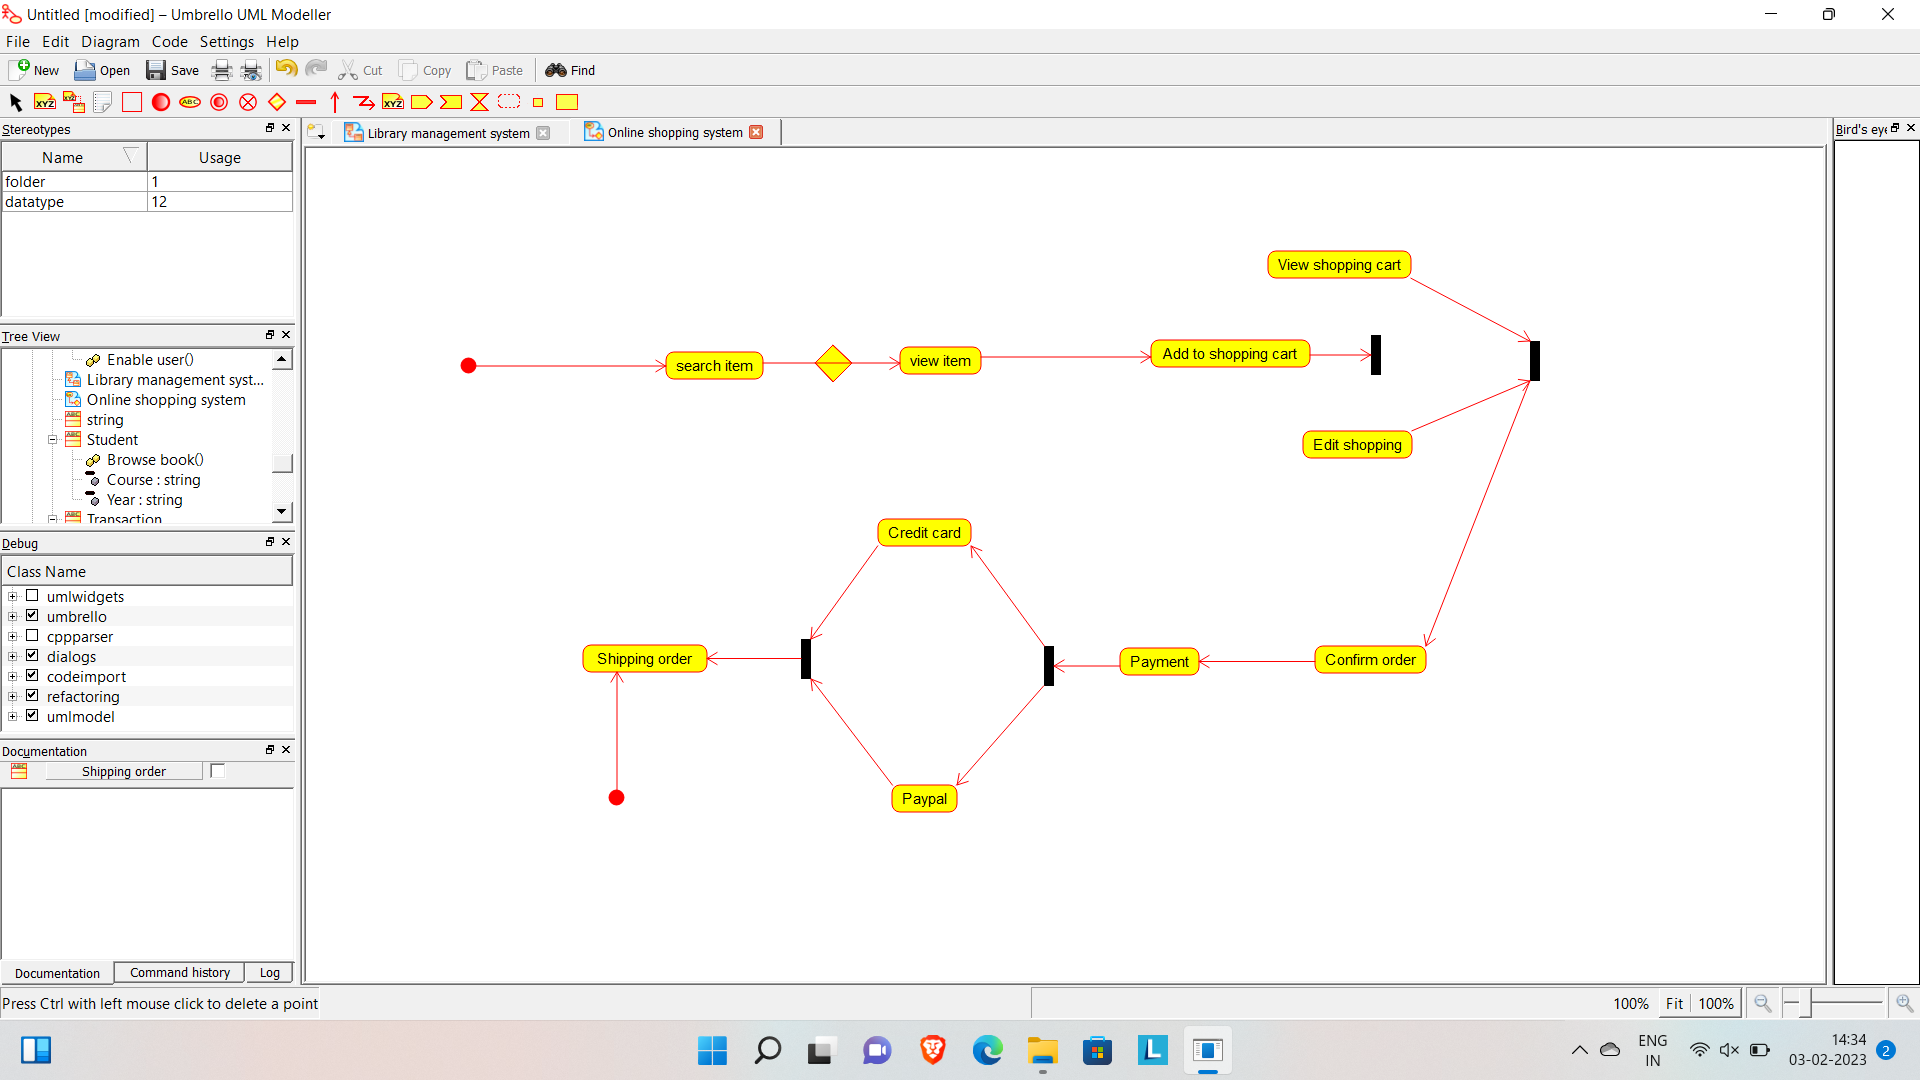 Untitled [modified] – Umbrello UML Modeller
File Edit Diagram Code Settings Help
New Open Save Cut Copy Paste Find
XYZ XYZ ABC XYZ
Stereotypes
Name Usage
folder 1
datatype 12
Tree View
Enable user()
Library management syst...
Online shopping system
string
Student
Browse book()
Course : string
Year : string
Transaction
Debug
Class Name
umlwidgets
umbrello
cppparser
dialogs
codeimport
refactoring
umlmodel
Documentation
Shipping order
Documentation Command history Log
Library management system
Online shopping system
Bird's eye
View shopping cart
search item
view item
Add to shopping cart
Edit shopping
Credit card
Shipping order
Payment
Confirm order
Paypal
Press Ctrl with left mouse click to delete a point
100% Fit 100%
ENG
IN
14:34
03-02-2023
2